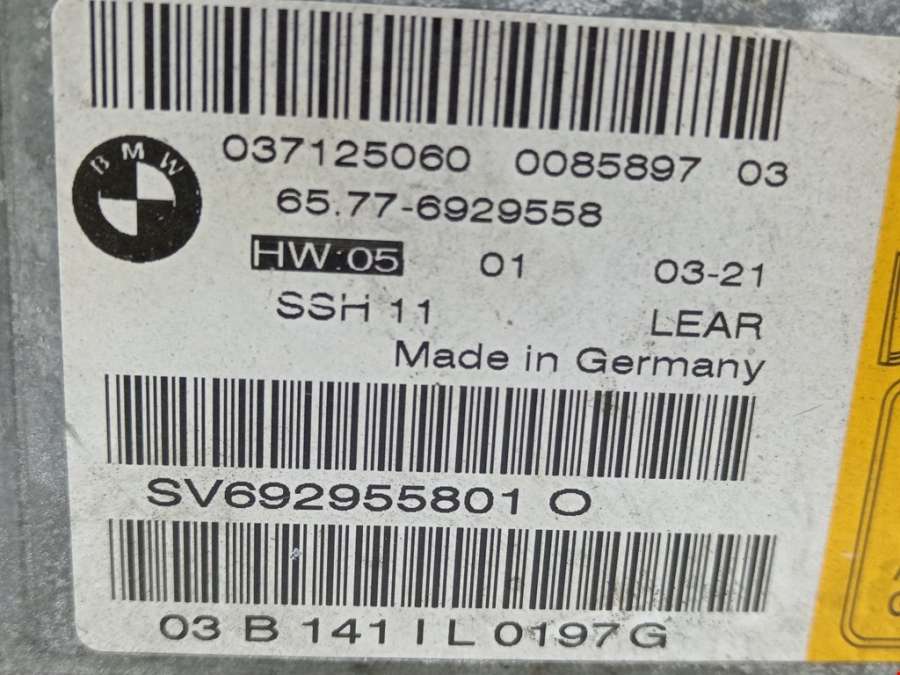 037125060 0085897 03
BMW
65.77-6929558
HW:05 01 03-21
SSH 11 LEAR
Made in Germany
SV692955801 O
03 B 141 I L 0197G